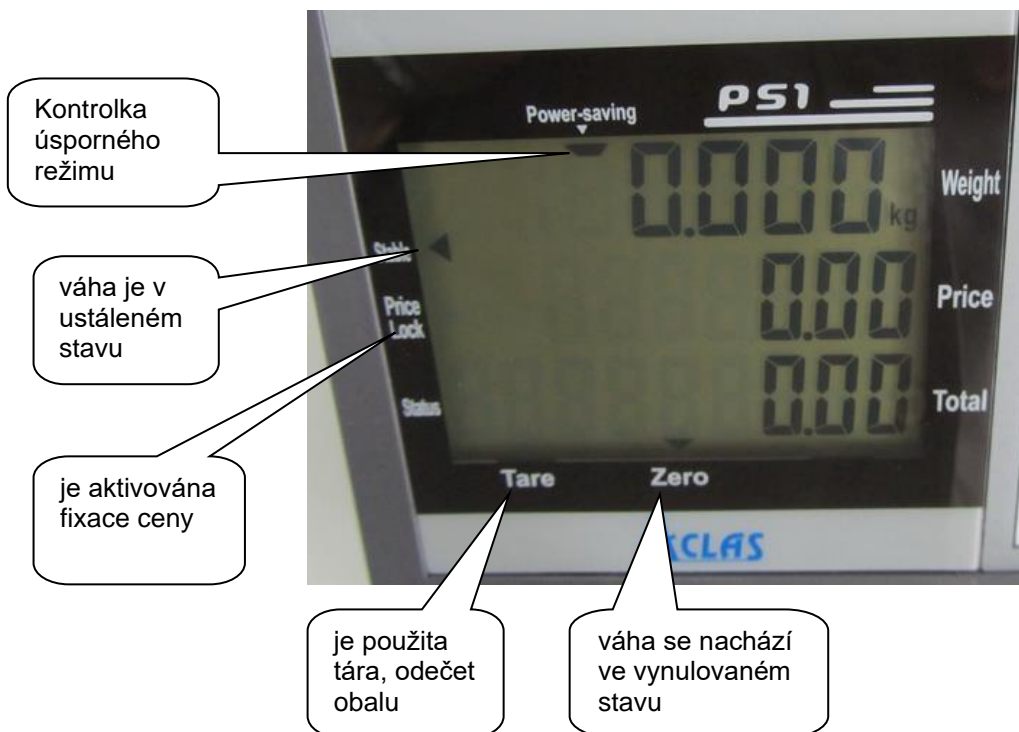 Kontrolka
úsporného
režimu
váha je v
ustáleném
stavu
je aktivována
fixace ceny
PS1
Power-saving
0.000 kg
Weight
Stable
Price
Lock
0.00
Price
Status
0.00
Total
Tare
Zero
je použita
tára, odečet
obalu
váha se nachází
ve vynulovaném
stavu